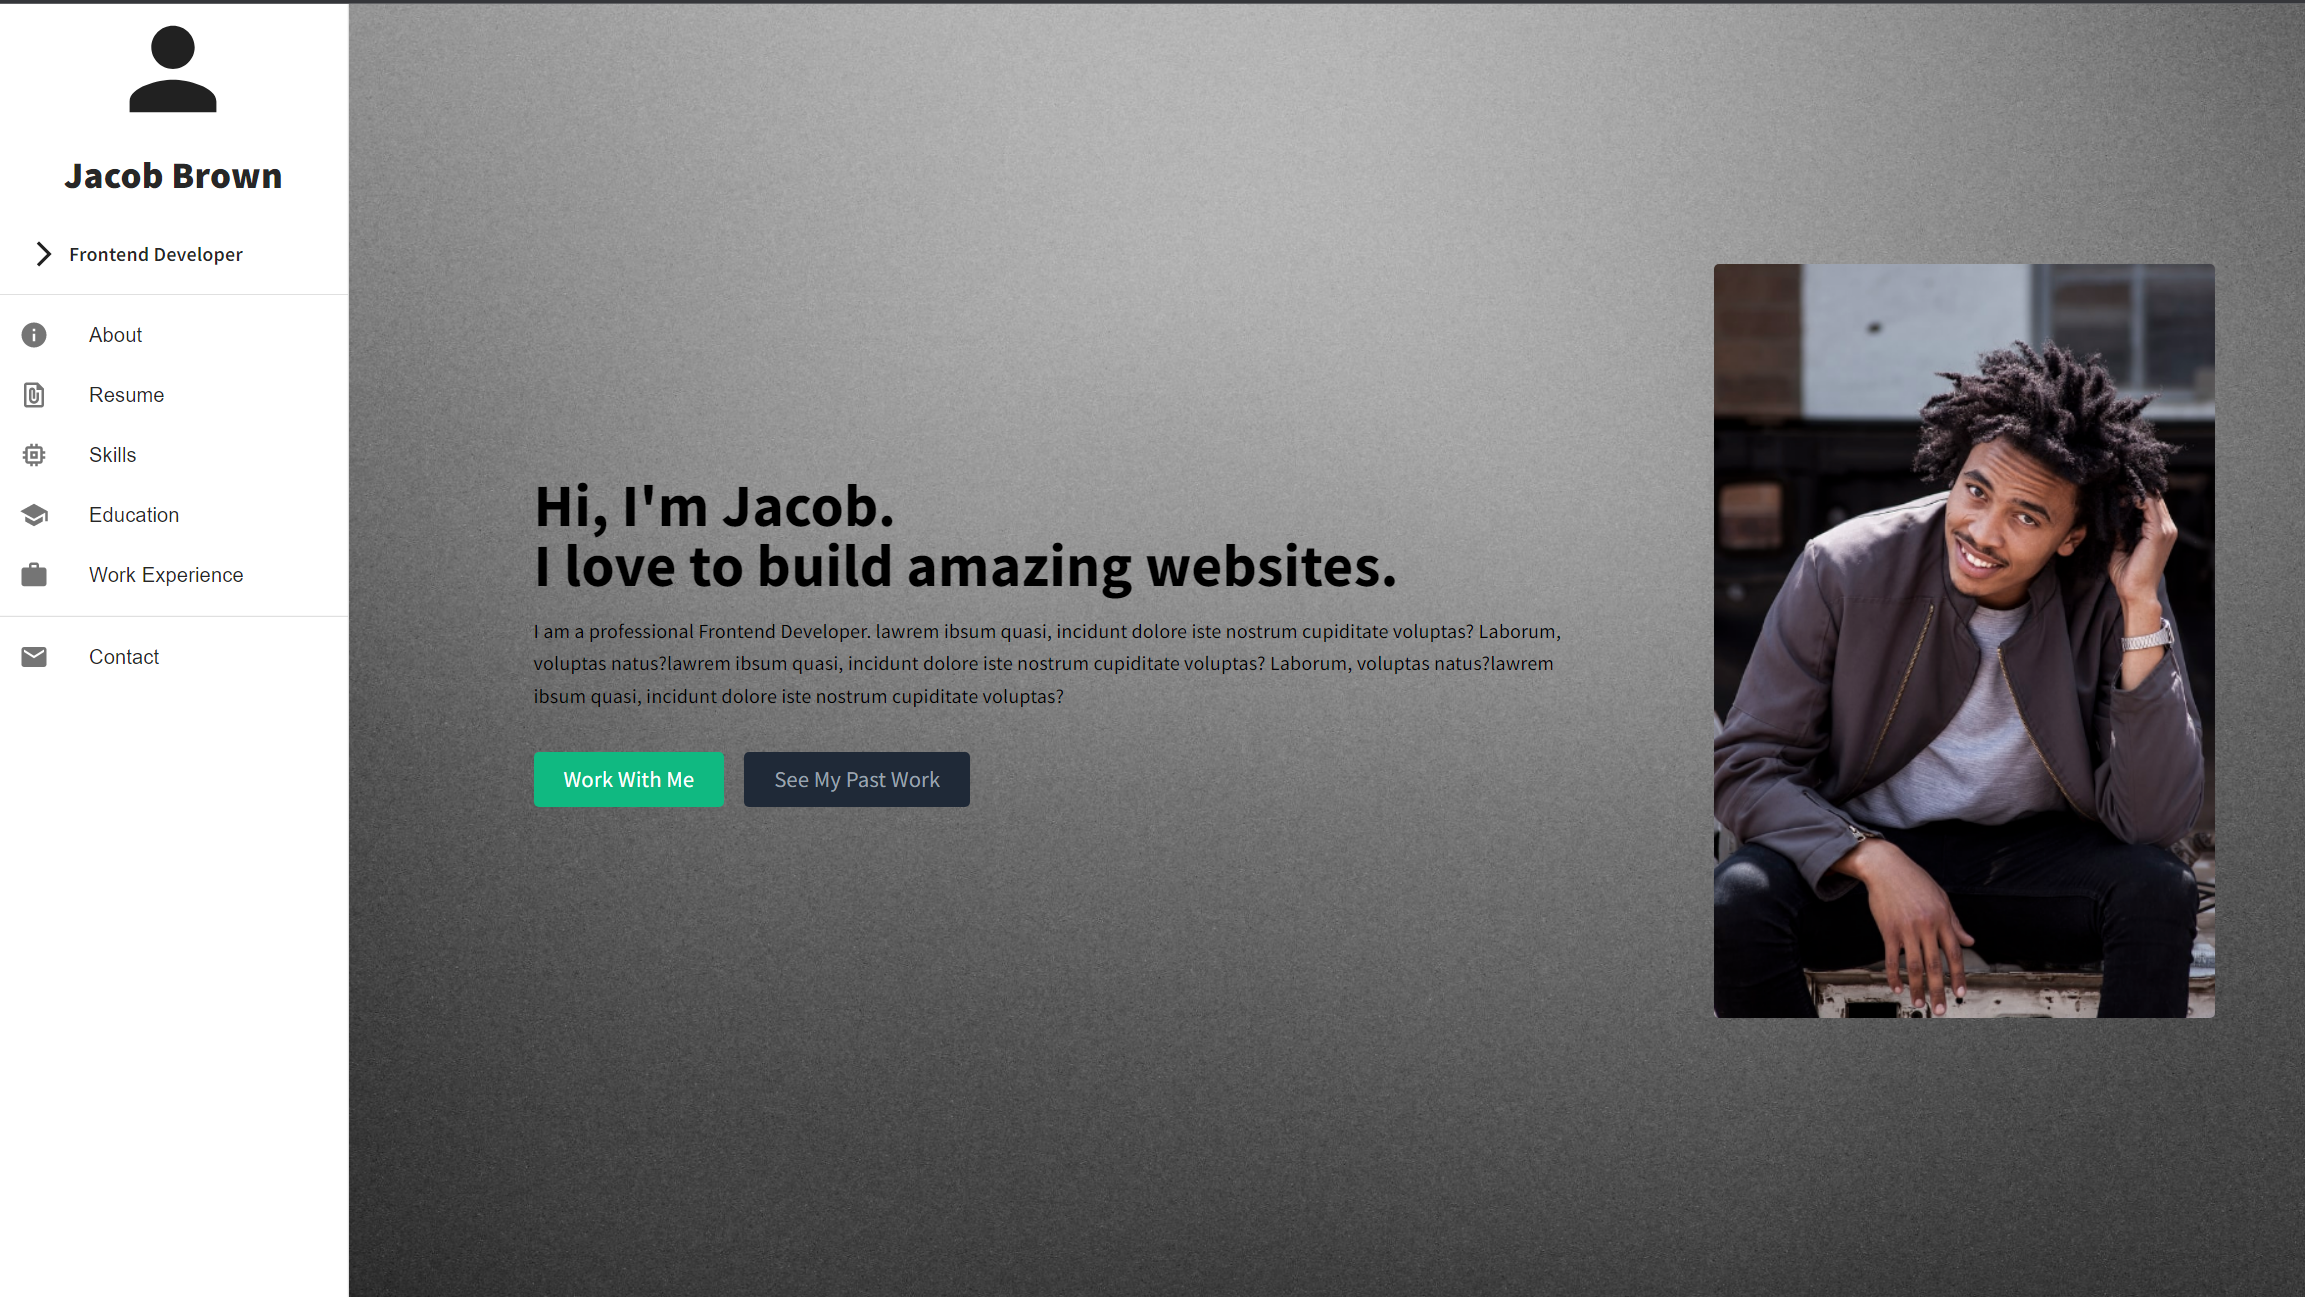 Jacob Brown
Frontend Developer
About
Resume
Skills
Education
Work Experience
Contact
Hi, I'm Jacob.
I love to build amazing websites.
I am a professional Frontend Developer. lawrem ibsum quasi, incidunt dolore iste nostrum cupiditate voluptas? Laborum,
voluptas natus?lawrem ibsum quasi, incidunt dolore iste nostrum cupiditate voluptas? Laborum, voluptas natus?lawrem
ibsum quasi, incidunt dolore iste nostrum cupiditate voluptas?
Work With Me
See My Past Work